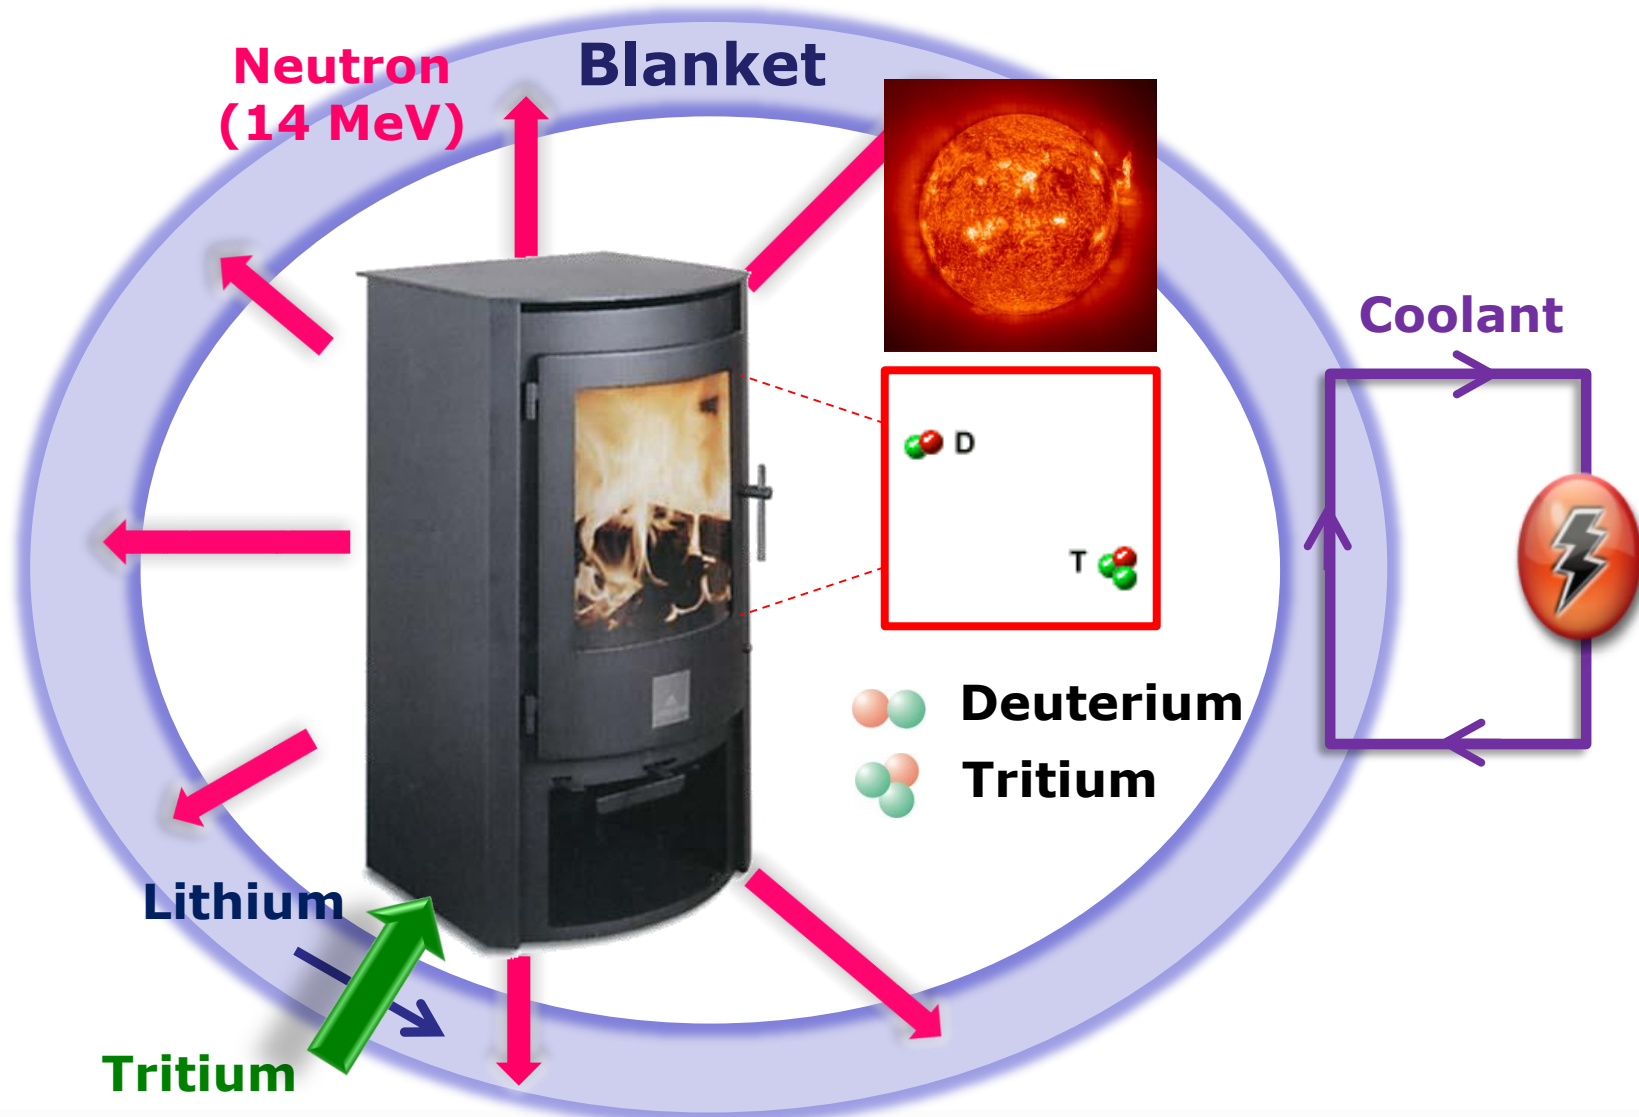 Neutron
(14 MeV)
Blanket
Coolant
D
T
Deuterium
Tritium
Lithium
Tritium